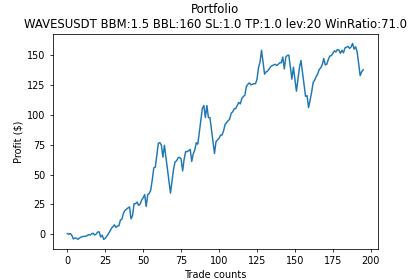 Portfolio
WAVESUSDT BBM:1.5 BBL:160 SL:1.0 TP:1.0 lev:20 WinRatio:71.0
150
125
100
75
50
25
0
Profit ($)
0 25 50 75 100 125 150 175 200
Trade counts